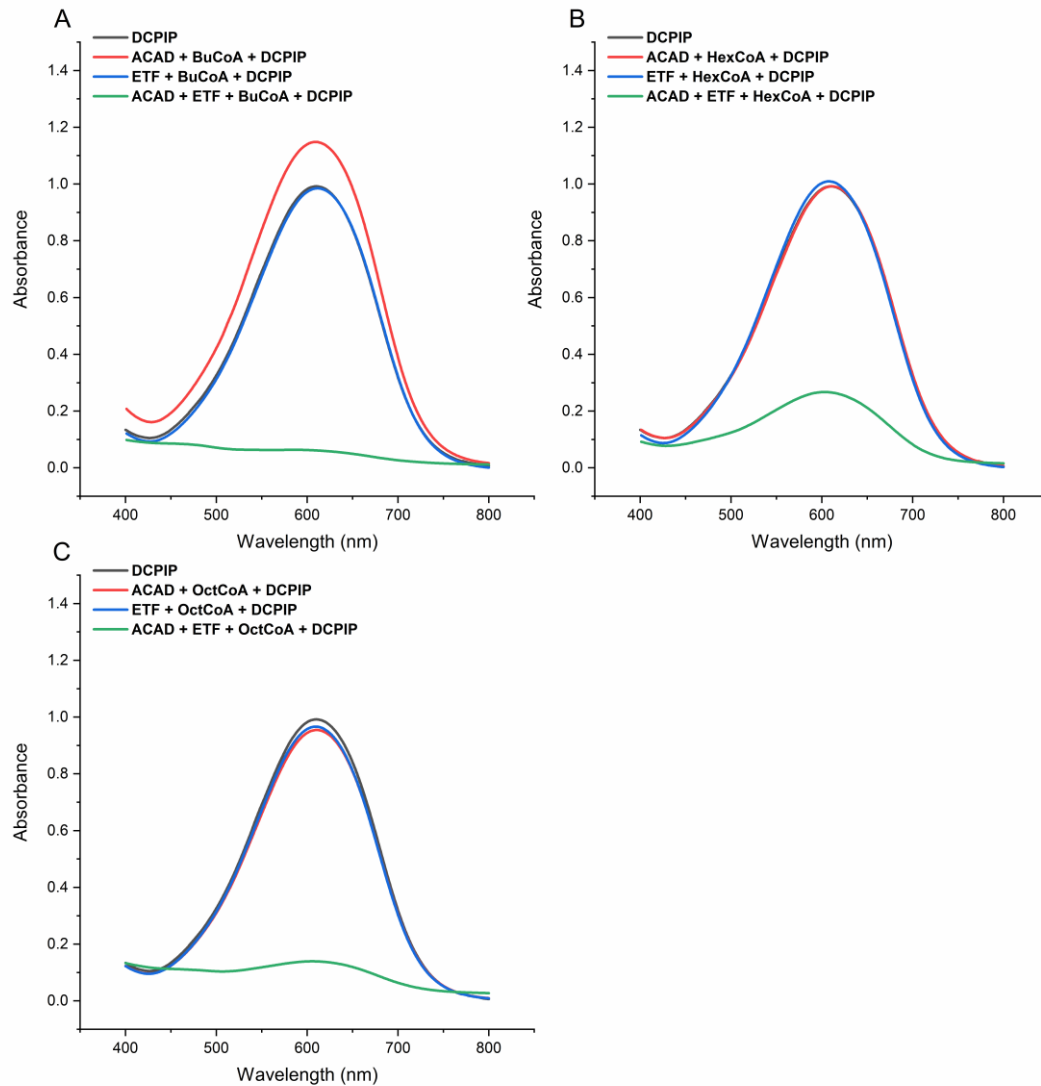 A
DCPIP
ACAD + BuCoA + DCPIP
ETF + BuCoA + DCPIP
ACAD + ETF + BuCoA + DCPIP
1.4
1.2
1.0
0.8
0.6
0.4
0.2
0.0
Absorbance
400 500 600 700 800
Wavelength (nm)
B
DCPIP
ACAD + HexCoA + DCPIP
ETF + HexCoA + DCPIP
ACAD + ETF + HexCoA + DCPIP
1.4
1.2
1.0
0.8
0.6
0.4
0.2
0.0
Absorbance
400 500 600 700 800
Wavelength (nm)
C
DCPIP
ACAD + OctCoA + DCPIP
ETF + OctCoA + DCPIP
ACAD + ETF + OctCoA + DCPIP
1.4
1.2
1.0
0.8
0.6
0.4
0.2
0.0
Absorbance
400 500 600 700 800
Wavelength (nm)